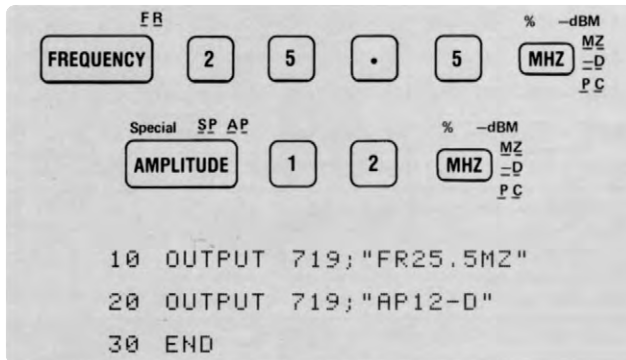 FR % –dBM
FREQUENCY 2 5 . 5 MHZ MZ
–D
PC
Special SP AP % –dBM
AMPLITUDE 1 2 MHZ MZ
–D
PC
10 OUTPUT 719;"FR25.5MZ"
20 OUTPUT 719;"AP12-D"
30 END